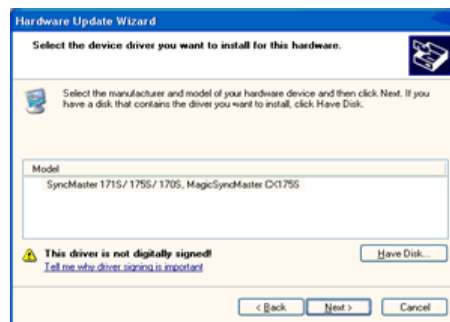 Hardware Update Wizard
Select the device driver you want to install for this hardware.
Select the manufacturer and model of your hardware device and then click Next. If you
have a disk that contains the driver you want to install, click Have Disk.
Model
SyncMaster 171S/ 175S/ 170S, MagicSyncMaster CX175S
This driver is not digitally signed!
Tell me why driver signing is important
Have Disk...
< Back
Next >
Cancel